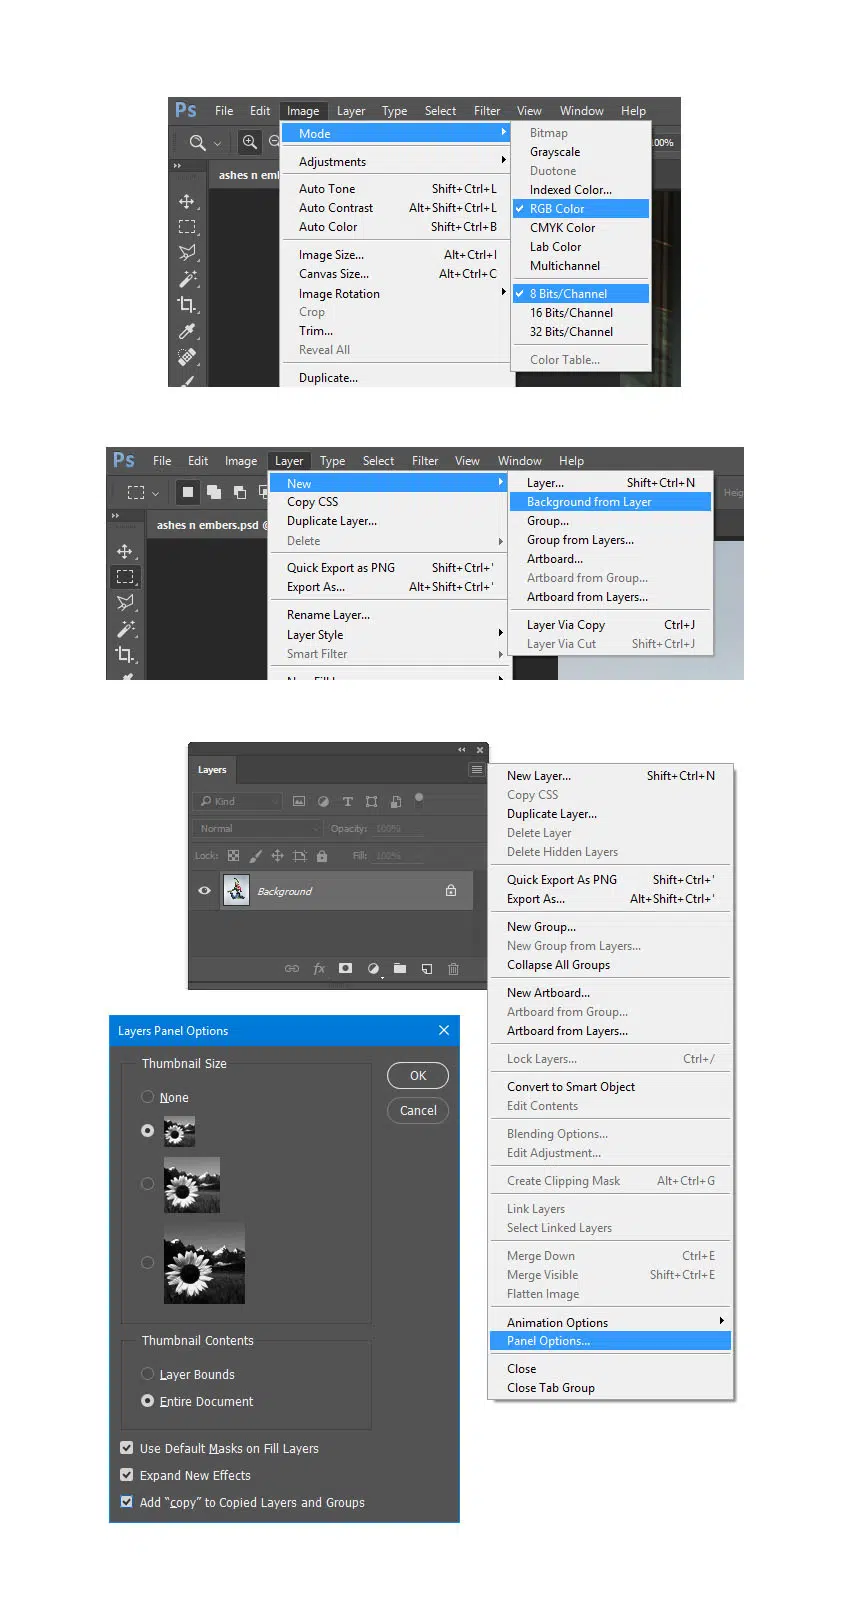 Ps File Edit Image Layer Type Select Filter View Window Help
Mode
100%
ashes n emb
Adjustments
Auto Tone Shift+Ctrl+L
Auto Contrast Alt+Shift+Ctrl+L
Auto Color Shift+Ctrl+B
Image Size... Alt+Ctrl+I
Canvas Size... Alt+Ctrl+C
Image Rotation
Crop
Trim...
Reveal All
Duplicate...
Bitmap
Grayscale
Duotone
Indexed Color...
RGB Color
CMYK Color
Lab Color
Multichannel
8 Bits/Channel
16 Bits/Channel
32 Bits/Channel
Color Table...
Ps File Edit Image Layer Type Select Filter View Window Help
ashes n embers.psd @
New
Copy CSS
Duplicate Layer...
Delete
Quick Export as PNG Shift+Ctrl+'
Export As... Alt+Shift+Ctrl+'
Rename Layer...
Layer Style
Smart Filter
Layer... Shift+Ctrl+N
Background from Layer
Group...
Group from Layers...
Artboard...
Artboard from Group...
Artboard from Layers...
Layer Via Copy Ctrl+J
Layer Via Cut Shift+Ctrl+J
Heig
Layers
Kind
Normal Opacity: 100%
Lock: Fill: 100%
Background
fx
New Layer... Shift+Ctrl+N
Copy CSS
Duplicate Layer...
Delete Layer
Delete Hidden Layers
Quick Export As PNG Shift+Ctrl+'
Export As... Alt+Shift+Ctrl+'
New Group...
New Group from Layers...
Collapse All Groups
New Artboard...
Artboard from Group...
Artboard from Layers...
Lock Layers... Ctrl+/
Convert to Smart Object
Edit Contents
Blending Options...
Edit Adjustment...
Create Clipping Mask Alt+Ctrl+G
Link Layers
Select Linked Layers
Merge Down Ctrl+E
Merge Visible Shift+Ctrl+E
Flatten Image
Animation Options
Panel Options...
Close
Close Tab Group
Layers Panel Options
Thumbnail Size
OK
Cancel
None
Thumbnail Contents
Layer Bounds
Entire Document
Use Default Masks on Fill Layers
Expand New Effects
Add "copy" to Copied Layers and Groups